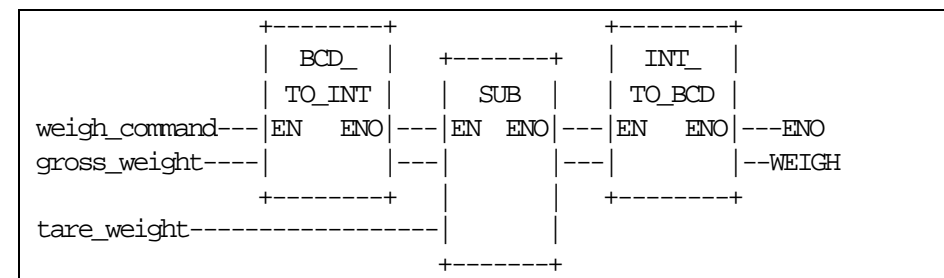 +--------+ +--------+
| BCD_ | +-------+ | INT_ |
| TO_INT | | SUB | | TO_BCD |
weigh_command---|EN ENO|---|EN ENO|---|EN ENO|---ENO
gross_weight----| |---| |---| |--WEIGH
+--------+ | | +--------+
tare_weight------------------| |
+-------+